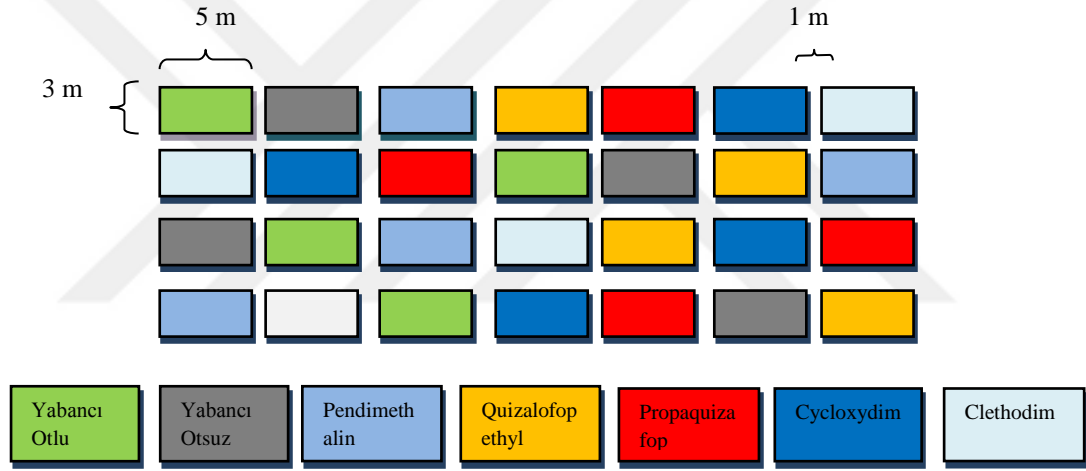 5 m
1 m
3 m
Yabancı
Otlu
Yabancı
Otsuz
Pendimeth
alin
Quizalofop
ethyl
Propaquiza
fop
Cycloxydim
Clethodim